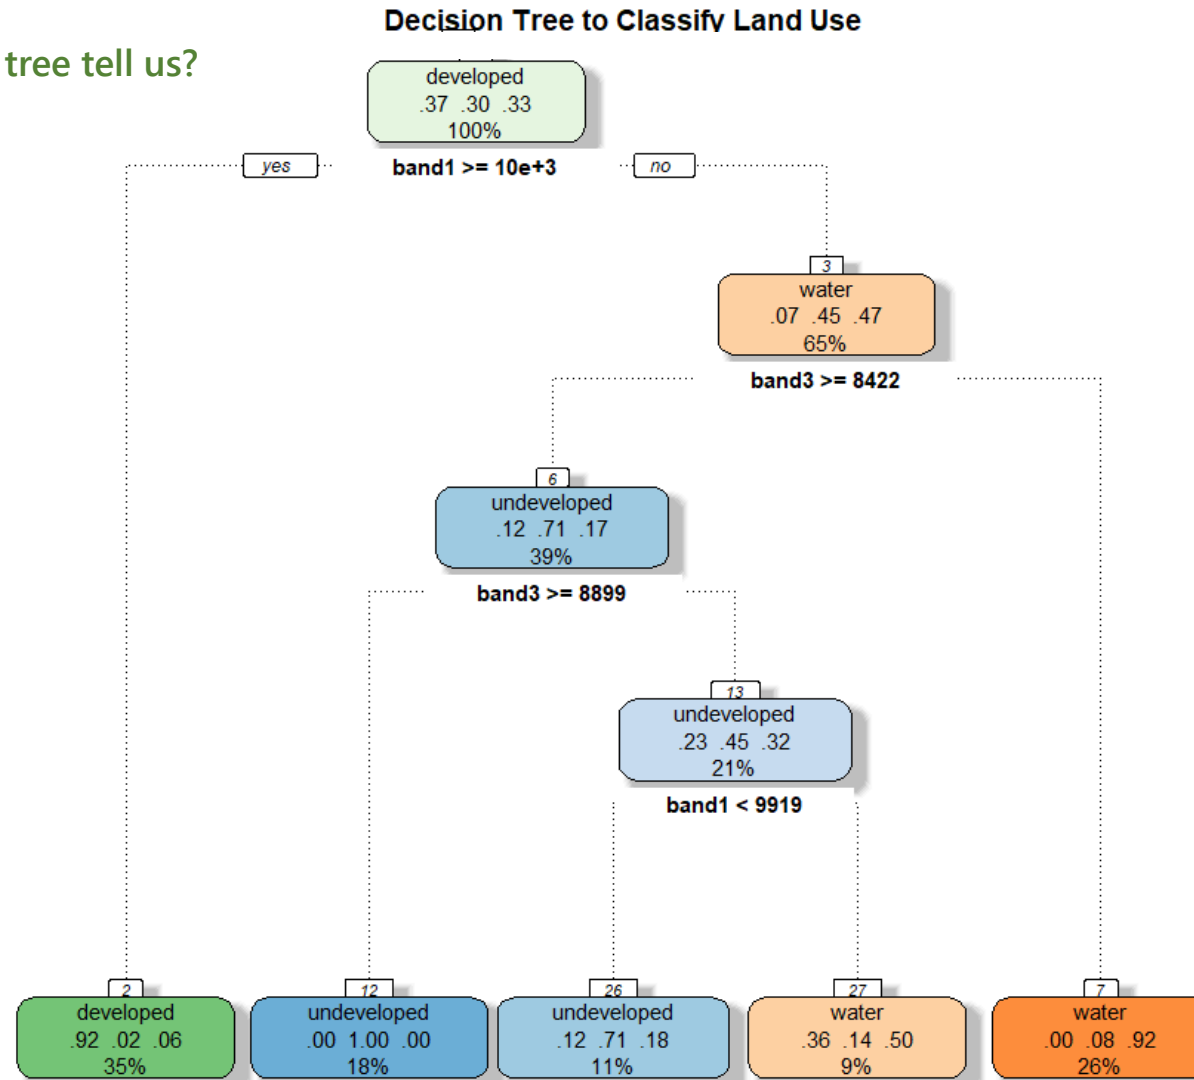 Decision Tree to Classify Land Use
tree tell us?
developed
.37 .30 .33
100%
yes
band1 >= 10e+3
no
3
water
.07 .45 .47
65%
band3 >= 8422
6
undeveloped
.12 .71 .17
39%
band3 >= 8899
13
undeveloped
.23 .45 .32
21%
band1 < 9919
2
developed
.92 .02 .06
35%
12
undeveloped
.00 1.00 .00
18%
26
undeveloped
.12 .71 .18
11%
27
water
.36 .14 .50
9%
7
water
.00 .08 .92
26%